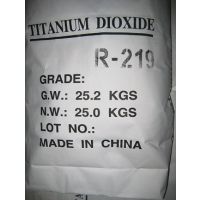 TITANIUM DIOXIDE
R-219
GRADE:
G.W.: 25.2 KGS
N.W.: 25.0 KGS
LOT NO.:
MADE IN CHINA